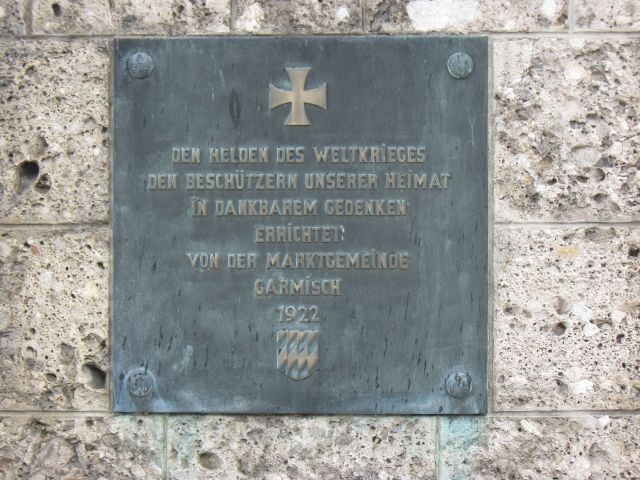 DEN HELDEN DES WELTKRIEGES
DEN BESCHÜTZERN UNSERER HEIMAT
IN DANKBAREM GEDENKEN
ERRICHTET
VON DER MARKTGEMEINDE
GARMISCH
1922